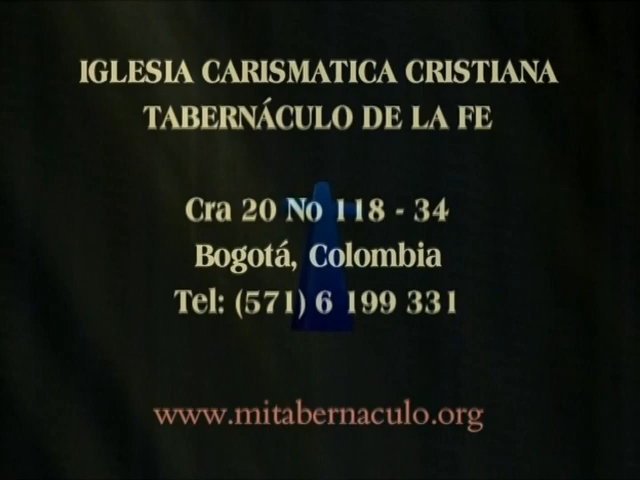 IGLESIA CARISMATICA CRISTIANA
TABERNÁCULO DE LA FE
Cra 20 No 118 - 34
Bogotá, Colombia
Tel: (571) 6 199 331
www.mitabernaculo.org